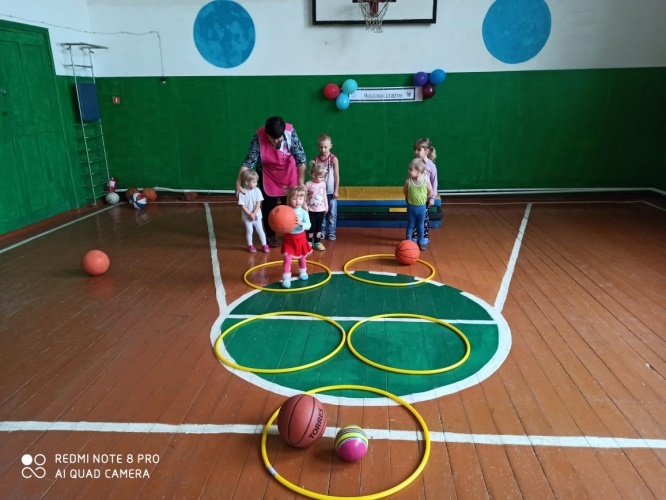 Веселые старты
TORRES
REDMI NOTE 8 PRO
AI QUAD CAMERA